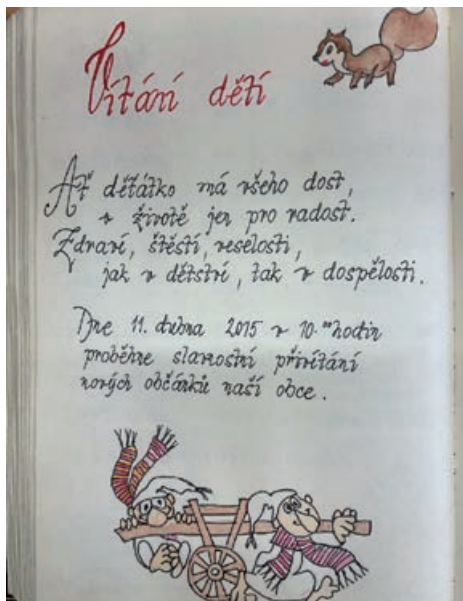 Vítání dětí
Ať děťátko má všeho dost,
v životě jen pro radost.
Zdraví, štěstí, veselosti,
jak v dětství, tak v dospělosti.
Dne 11. dubna 2015 v 10.00 hodin
proběhne slavnostní přivítání
nových občánků naší obce.